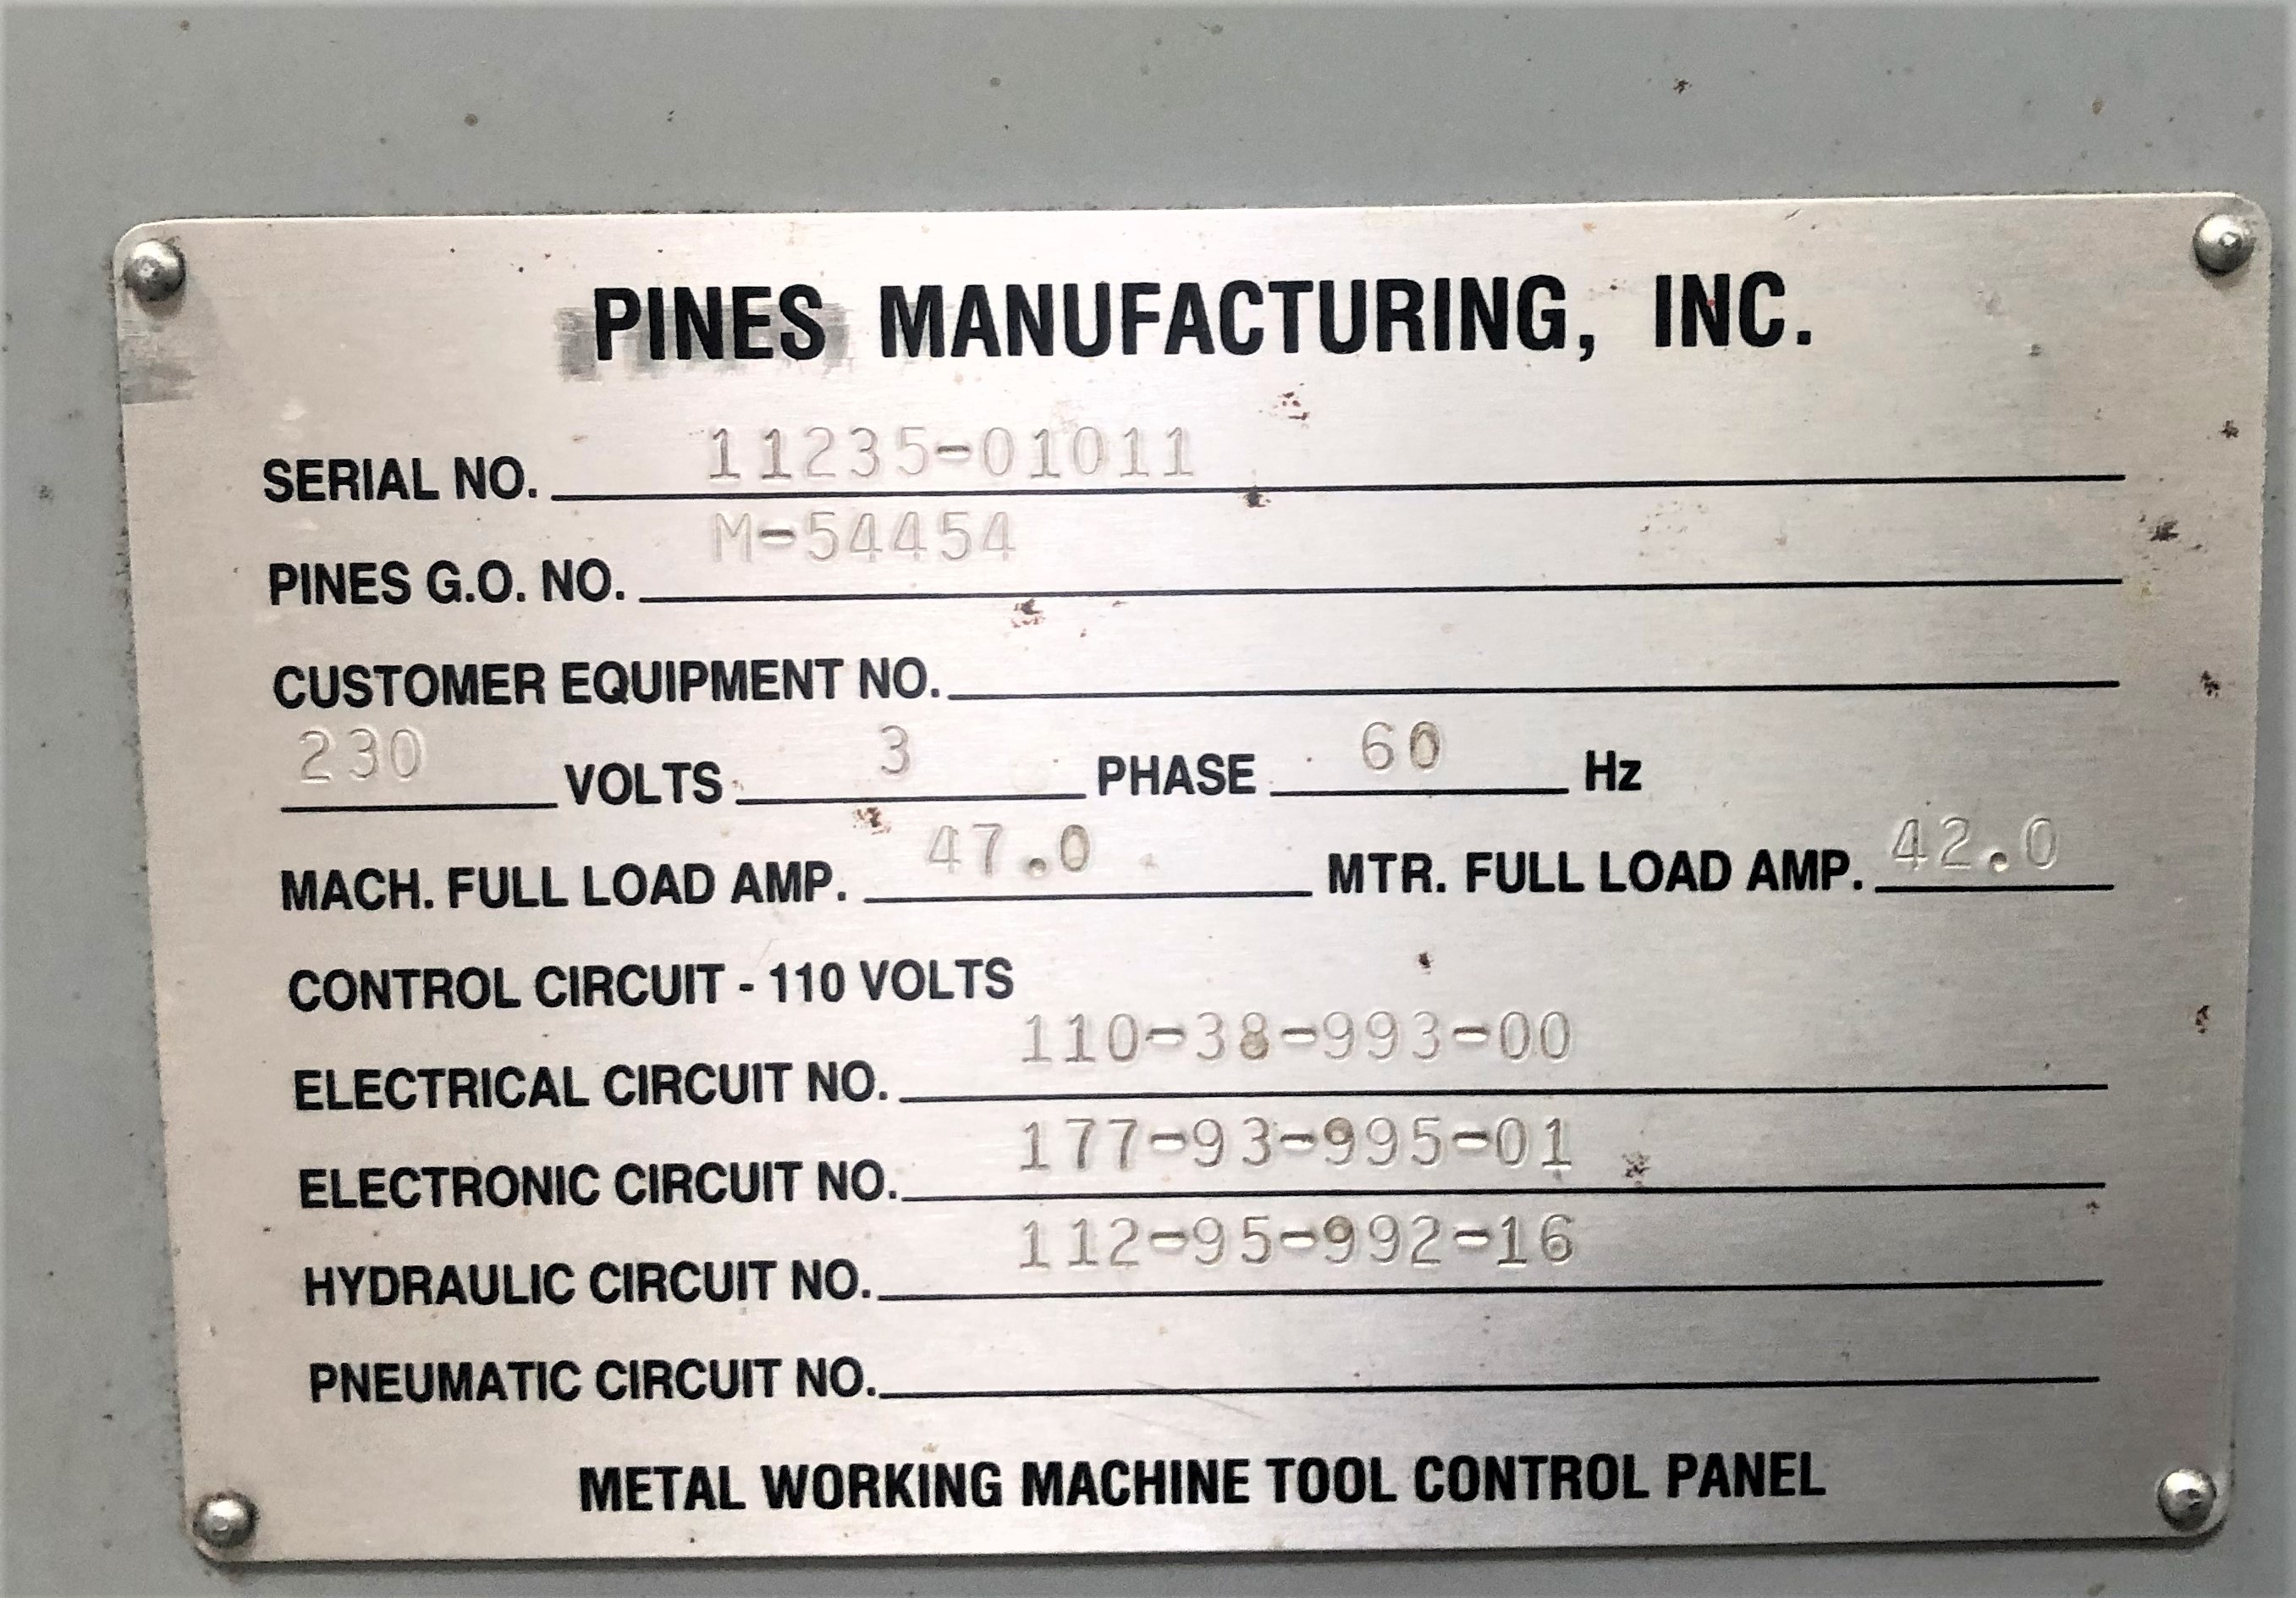 PINES MANUFACTURING, INC.
SERIAL NO. 11235-01011
PINES G.O. NO. M-54454
CUSTOMER EQUIPMENT NO.
230 VOLTS 3 PHASE 60 Hz
MACH. FULL LOAD AMP. 47.0 MTR. FULL LOAD AMP. 42.0
CONTROL CIRCUIT - 110 VOLTS
ELECTRICAL CIRCUIT NO. 110-38-993-00
ELECTRONIC CIRCUIT NO. 177-93-995-01
HYDRAULIC CIRCUIT NO. 112-95-992-16
PNEUMATIC CIRCUIT NO.
METAL WORKING MACHINE TOOL CONTROL PANEL